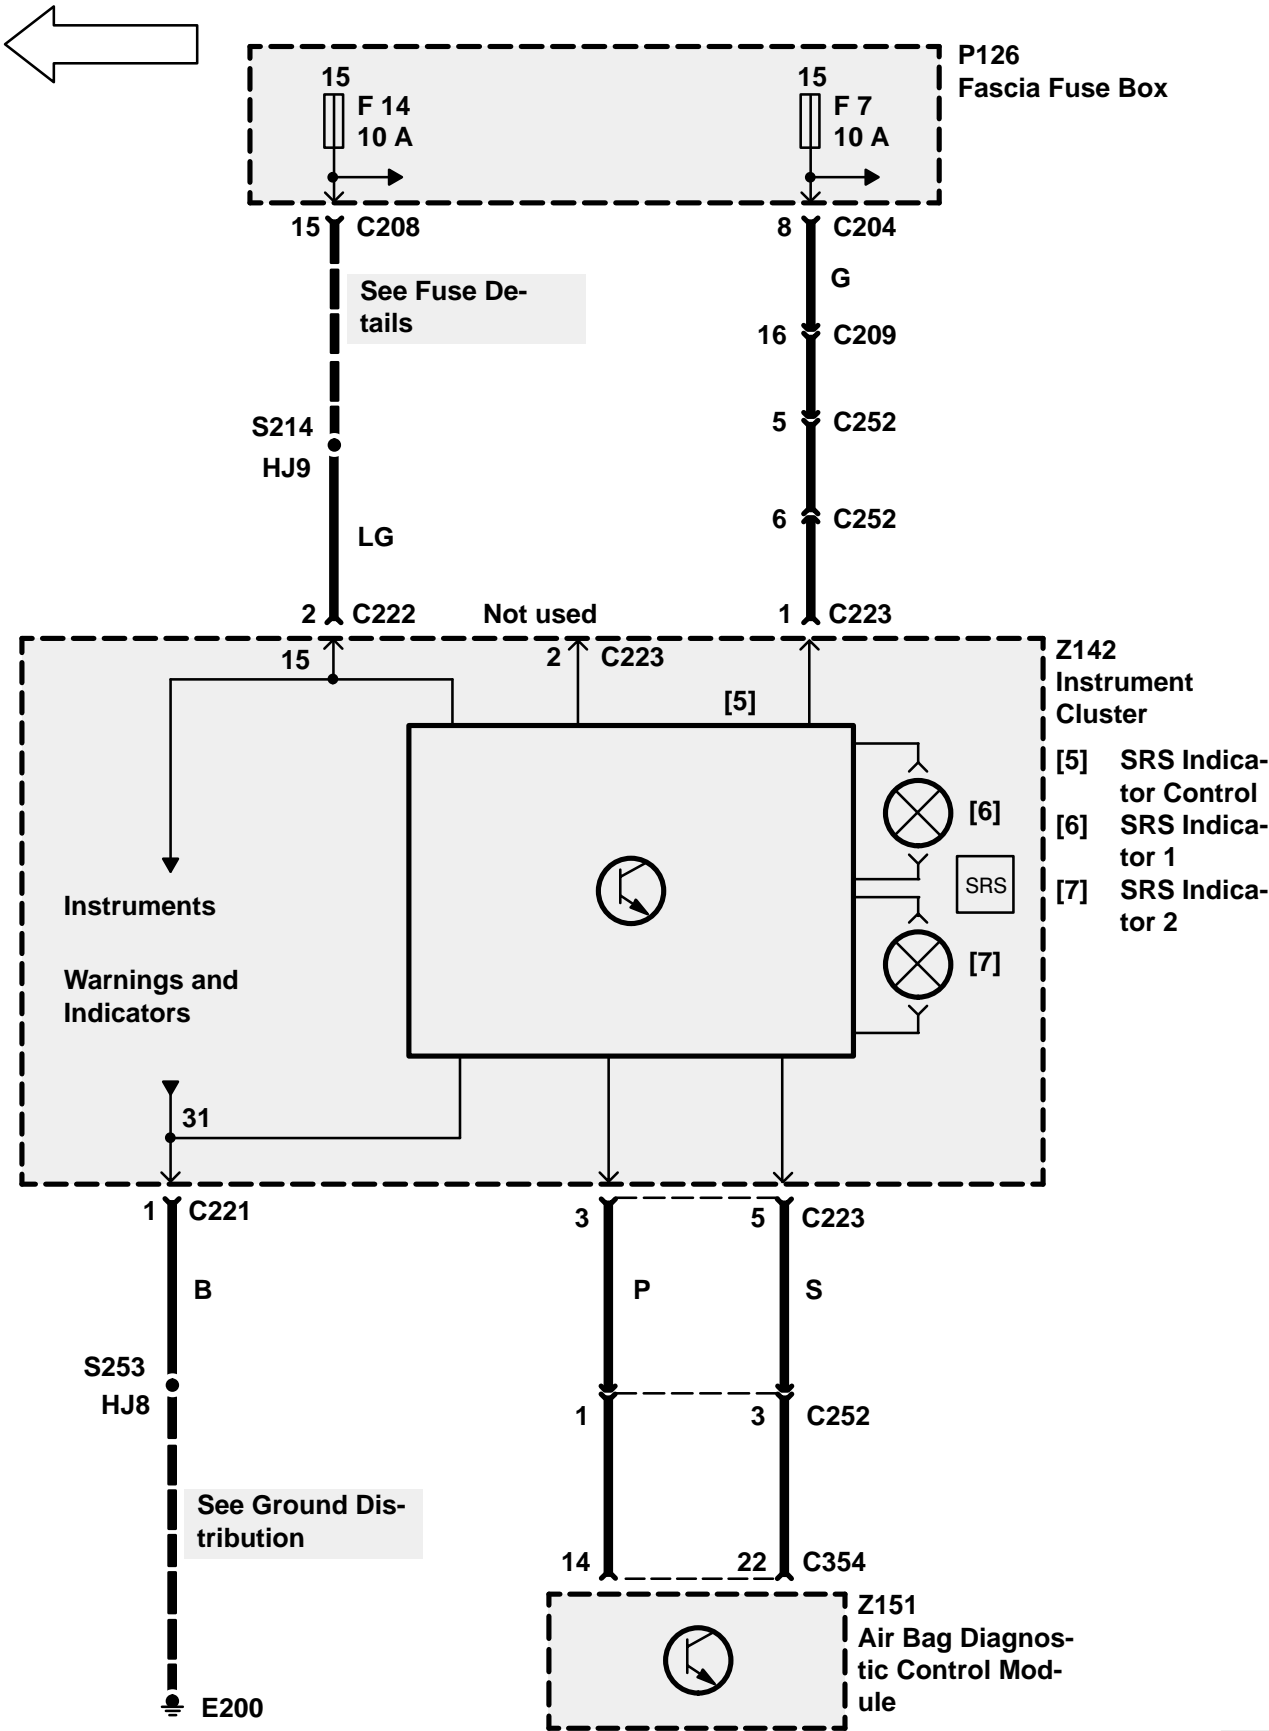 P126
Fascia Fuse Box
15
F 14
10 A
15
F 7
10 A
15 C208
8 C204
See Fuse De-
tails
G
16 C209
S214
5 C252
HJ9
6 C252
LG
2 C222
Not used
1 C223
15
2 C223
[5]
Z142
Instrument
Cluster
[5] SRS Indica-
tor Control
[6] SRS Indica-
tor 1
[7] SRS Indica-
tor 2
[6]
SRS
[7]
Instruments
Warnings and
Indicators
31
1 C221
3
5 C223
B
P
S
S253
HJ8
1
3 C252
See Ground Dis-
tribution
14
22 C354
E200
Z151
Air Bag Diagnos-
tic Control Mod-
ule